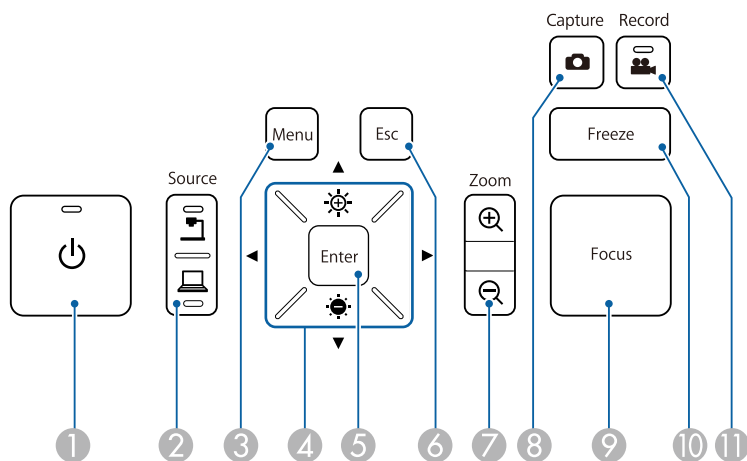 Capture Record
Menu Esc Freeze
Source Zoom
Enter Focus
1 2 3 4 5 6 7 8 9 10 11